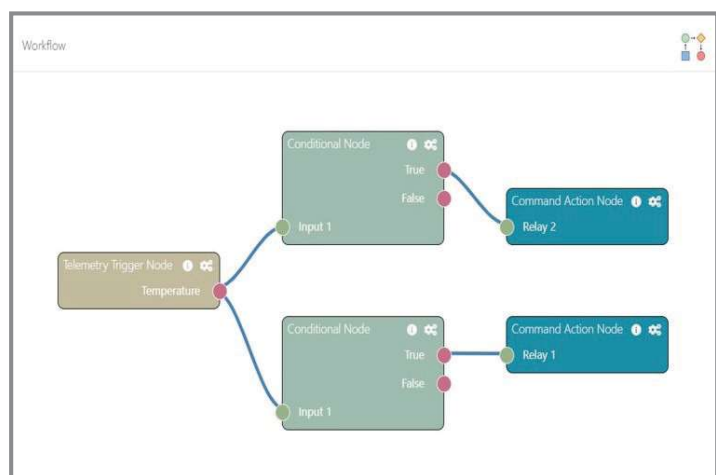 Workflow
Conditional Node
True
False
Input 1
Command Action Node
Relay 2
Telemetry Trigger Node
Temperature
Conditional Node
True
False
Input 1
Command Action Node
Relay 1